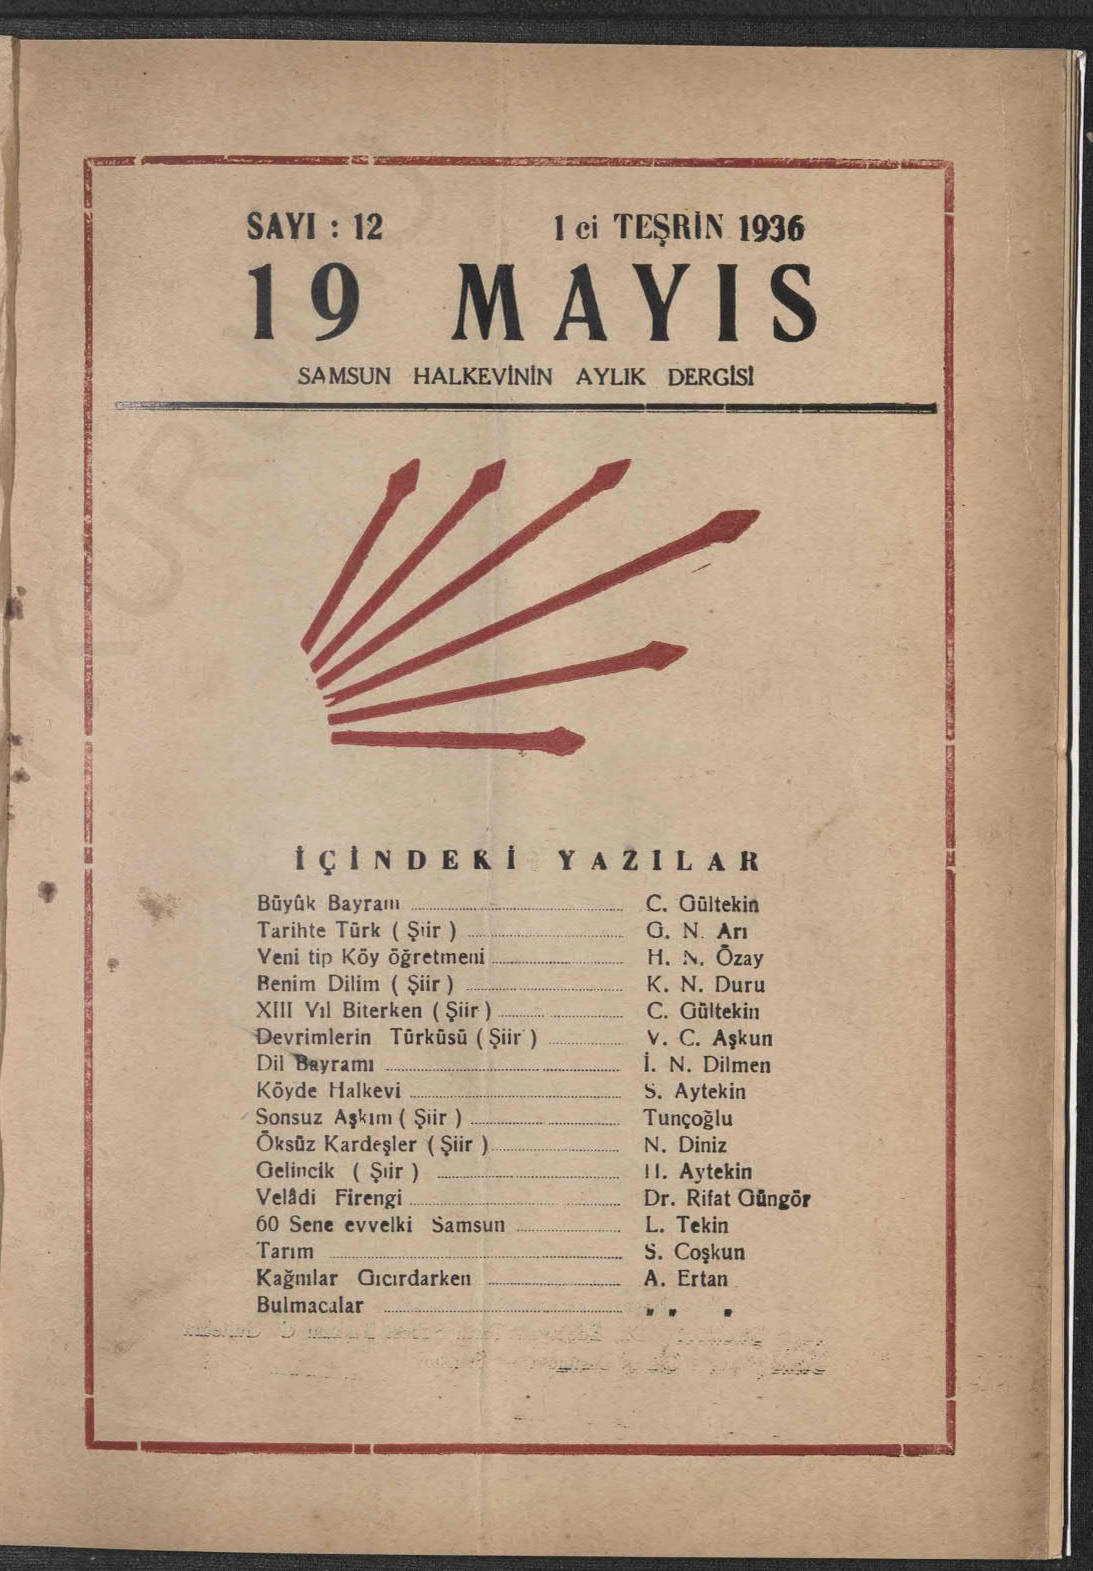 SAYI : 12 1 ci TEŞRİN 1936
19 MAYIS
SAMSUN HALKEVİNİN AYLIK DERGİSİ
İÇİNDEKİ YAZILAR
Büyük Bayram C. Gültekin
Tarihte Türk ( Şiir ) G. N. Arı
Yeni tip Köy öğretmeni H. N. Özay
Benim Dilim ( Şiir ) K. N. Duru
XIII Yıl Biterken ( Şiir ) C. Gültekin
Devrimlerin Türküsü ( Şiir ) V. C. Aşkun
Dil Bayramı İ. N. Dilmen
Köyde Halkevi S. Aytekin
Sonsuz Aşkım ( Şiir ) Tunçoğlu
Öksüz Kardeşler ( Şiir ) N. Diniz
Gelincik ( Şiir ) H. Aytekin
Velâdi Firengi Dr. Rifat Güngör
60 Sene evvelki Samsun L. Tekin
Tarım S. Coşkun
Kağnılar Gıcırdarken A. Ertan
Bulmacalar „ „ „
KURUMU